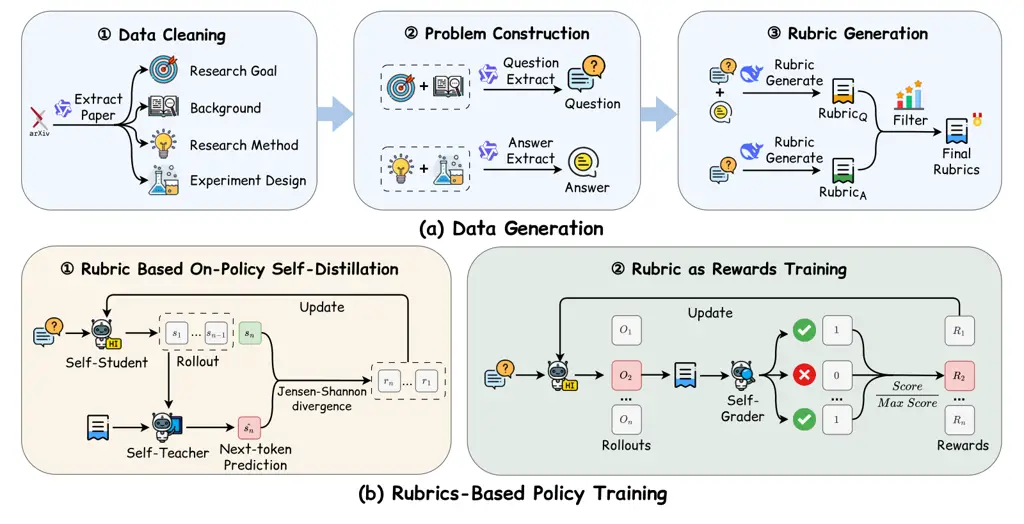 ① Data Cleaning
arXiv
Extract
Paper
Research Goal
Background
Research Method
Experiment Design
② Problem Construction
+
Question
Extract
Question
+
Answer
Extract
Answer
③ Rubric Generation
+
Rubric
Generate
RubricQ
Rubric
Generate
RubricA
Filter
Final
Rubrics
(a) Data Generation
① Rubric Based On-Policy Self-Distillation
Update
HI
Self-Student
s1 ... sn-1
Rollout
sn
Jensen-Shannon
divergence
rn ... r1
Self-Teacher
ŝn
Next-token
Prediction
② Rubric as Rewards Training
Update
HI
O1
O2
...
On
Rollouts
Self-
Grader
1
0
...
1
Score
Max Score
R1
R2
...
Rn
Rewards
(b) Rubrics-Based Policy Training